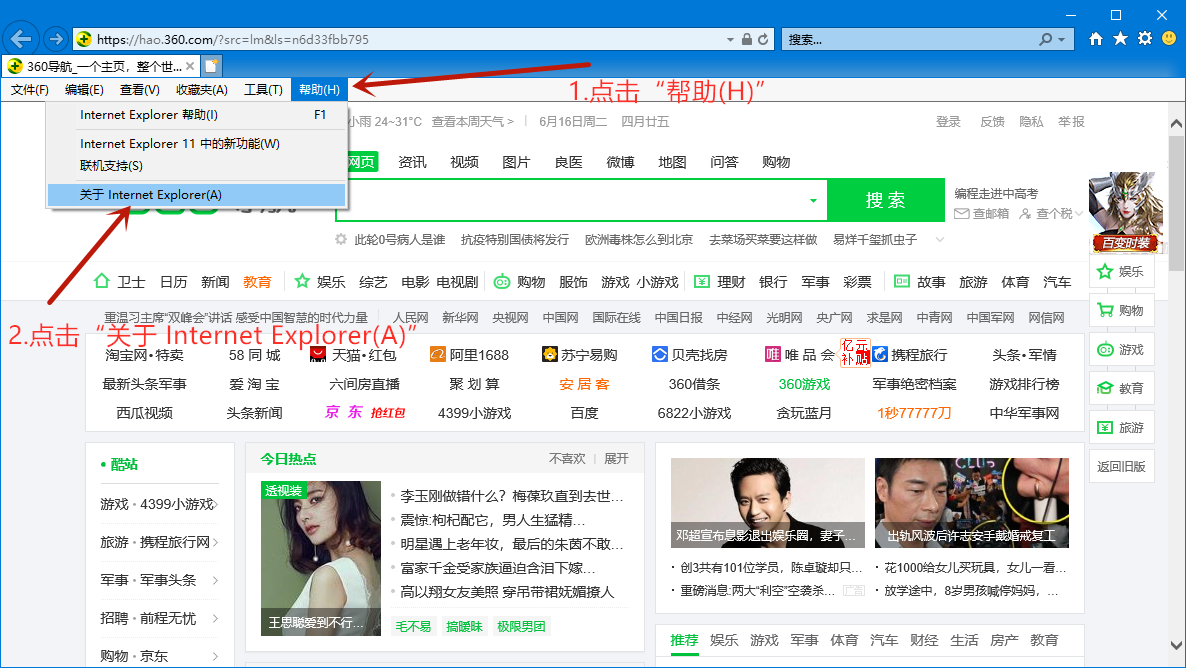 https://hao.360.com/?src=lm&ls=n6d33fbb795
搜索...
360导航_一个主页，整个世...
文件(F) 编辑(E) 查看(V) 收藏夹(A) 工具(T) 帮助(H)
1.点击“帮助(H)”
Internet Explorer 帮助(I) F1
Internet Explorer 11 中的新功能(W)
联机支持(S)
关于 Internet Explorer(A)
小雨 24~31°C 查看本周天气 > 6月16日周二 四月廿五 登录 反馈 隐私 举报
网页 资讯 视频 图片 良医 微博 地图 问答 购物
搜索
编程走进中高考
查邮箱 查个税
百变时装
此轮0号病人是谁 抗疫特别国债将发行 欧洲毒株怎么到北京 去菜场买菜要这样做 易烊千玺抓虫子
卫士 日历 新闻 教育 娱乐 综艺 电影 电视剧 购物 服饰 游戏 小游戏 理财 银行 军事 彩票 故事 旅游 体育 汽车
重温习主席“双峰会”讲话 感受中国智慧的时代力量 人民网 新华网 央视网 中国网 国际在线 中国日报 中经网 光明网 央广网 求是网 中青网 中国军网 网信网
2.点击“关于 Internet Explorer(A)”
淘宝网•特卖 58 同 城 天猫•红包 阿里1688 苏宁易购 贝壳找房 唯 唯 品 会 亿元补贴 携程旅行 头条•军情
最新头条军事 爱 淘 宝 六间房直播 聚 划 算 安 居 客 360借条 360游戏 军事绝密档案 游戏排行榜
西瓜视频 头条新闻 京 东 抢红包 4399小游戏 百度 6822小游戏 贪玩蓝月 1秒77777刀 中华军事网
娱乐
购物
游戏
教育
旅游
返回旧版
• 酷站
游戏 • 4399小游戏
旅游 • 携程旅行网
军事 • 军事头条
招聘 • 前程无忧
购物 • 京东
今日热点 不喜欢 展开
透视装
王思聪爱到不行...
李玉刚做错什么？梅葆玖直到去世...
震惊:枸杞配它，男人生猛精...
明星遇上老年妆，最后的朱茵不敢...
富家千金受家族逼迫含泪下嫁...
高以翔女友美照 穿吊带裙妩媚撩人
毛不易 搞暧昧 极限男团
邓超宣布息影退出娱乐圈，妻子...
出轨风波后许志安手戴婚戒复工
· 创3共有101位学员，陈卓璇却只...
· 花1000给女儿买玩具，女儿一看...
· 重磅消息:两大“利空”空袭杀... 广告
· 放学途中，8岁男孩喊停妈妈，...
推荐 娱乐 游戏 军事 体育 汽车 财经 生活 房产 教育